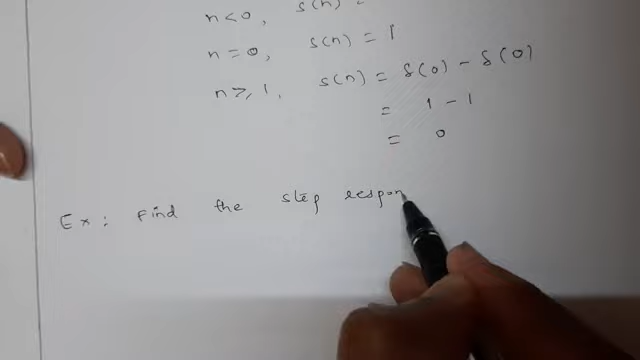 n<0, s(n) =
n=0, s(n) = 1
n≥1, s(n) = δ(0) - δ(0)
= 1 - 1
= 0
Ex: Find the step respon